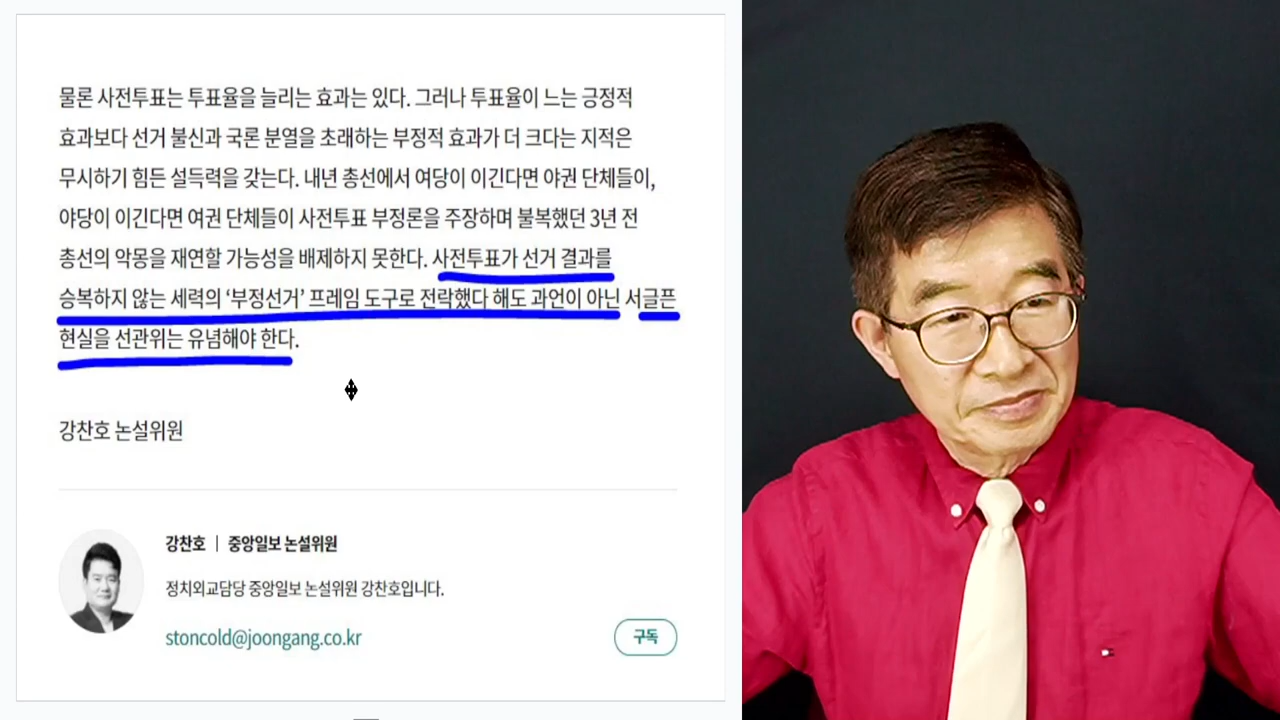 물론 사전투표는 투표율을 늘리는 효과는 있다. 그러나 투표율이 느는 긍정적
효과보다 선거 불신과 국론 분열을 초래하는 부정적 효과가 더 크다는 지적은
무시하기 힘든 설득력을 갖는다. 내년 총선에서 여당이 이긴다면 야권 단체들이,
야당이 이긴다면 여권 단체들이 사전투표 부정론을 주장하며 불복했던 3년 전
총선의 악몽을 재연할 가능성을 배제하지 못한다. 사전투표가 선거 결과를
승복하지 않는 세력의 ‘부정선거’ 프레임 도구로 전락했다 해도 과언이 아닌 서글픈
현실을 선관위는 유념해야 한다.
강찬호 논설위원
강찬호 | 중앙일보 논설위원
정치외교담당 중앙일보 논설위원 강찬호입니다.
stoncold@joongang.co.kr
구독